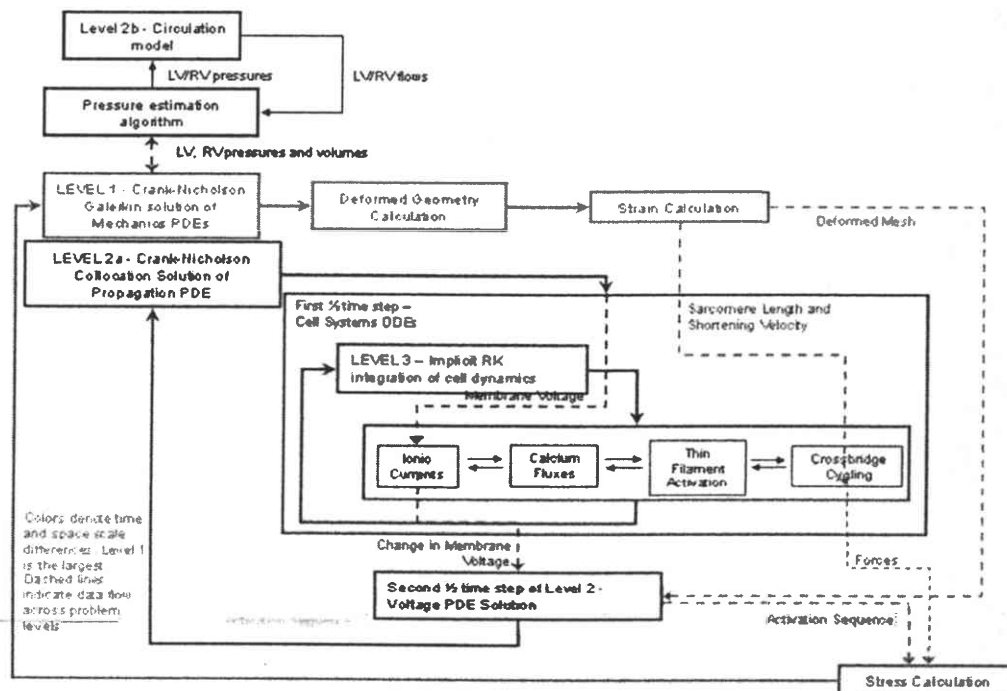 Level 2b - Circulation
model
LV/RV pressures
LV/RV flows
Pressure estimation
algorithm
LV, RV pressures and volumes
LEVEL 1 - Crank-Nicholson
Galerkin solution of
Mechanics PDEs
Deformed Geometry
Calculation
Strain Calculation
Deformed Mesh
LEVEL 2a - Crank-Nicholson
Collocation Solution of
Propagation PDE
First ½ time step –
Cell Systems ODEs
Sarcomere Length and
Shortening Velocity
LEVEL 3 – Implicit RK
integration of cell dynamics
Membrane Voltage
Ionic
Currents
Calcium
Fluxes
Thin
Filament
Activation
Crossbridge
Cycling
Colors denote time
and space scale
differences. Level 1
is the largest
Dashed lines
indicate data flow
across problem
levels
Change in Membrane
Voltage
Forces
Second ½ time step of Level 2 -
Voltage PDE Solution
Activation Sequence
Activation Sequence
Stress Calculation